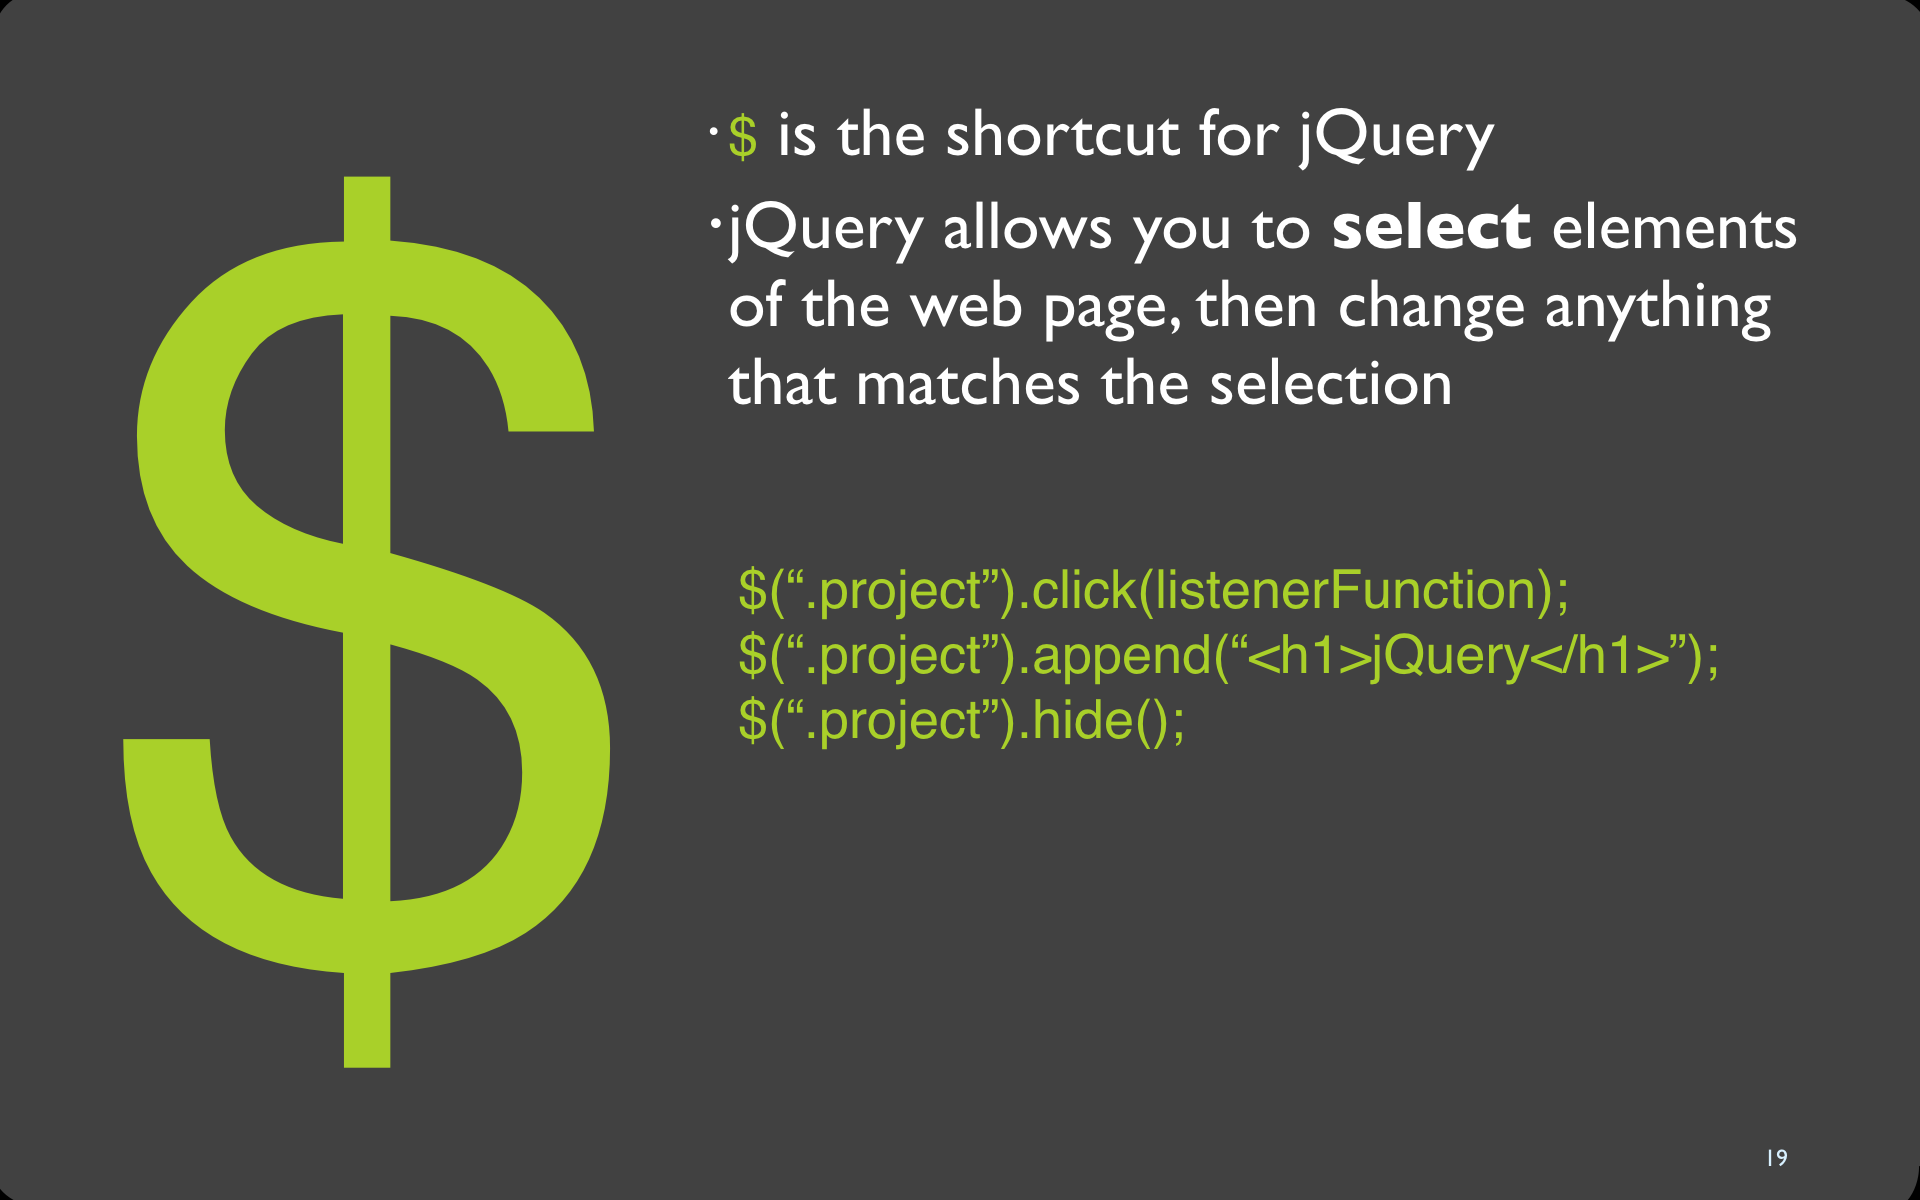 $
· $ is the shortcut for jQuery
· jQuery allows you to select elements
of the web page, then change anything
that matches the selection
$(“.project”).click(listenerFunction);
$(“.project”).append(“<h1>jQuery</h1>”);
$(“.project”).hide();
19